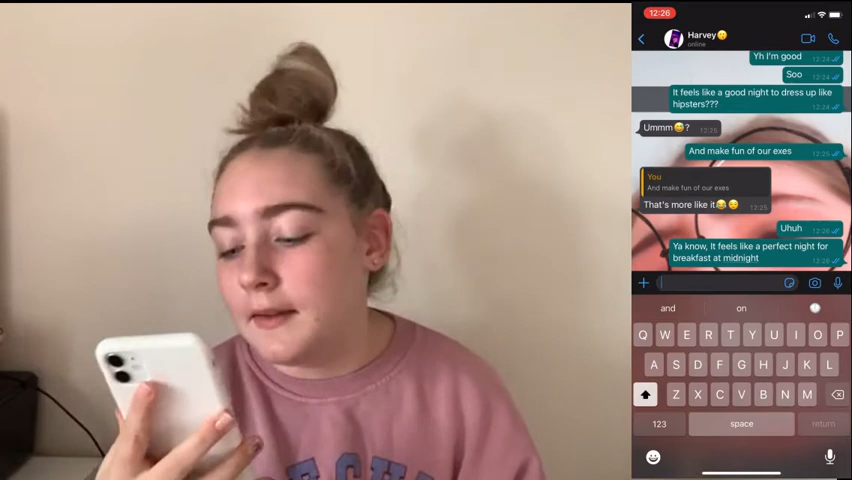 12:26
Harvey
online
Yh I'm good 12:24
Soo 12:24
It feels like a good night to dress up like
hipsters??? 12:24
Ummm? 12:25
And make fun of our exes 12:25
You
And make fun of our exes
That's more like it 12:25
Uhuh 12:26
Ya know, It feels like a perfect night for
breakfast at midnight 12:26
and on
Q W E R T Y U I O P
A S D F G H J K L
Z X C V B N M
123 space return